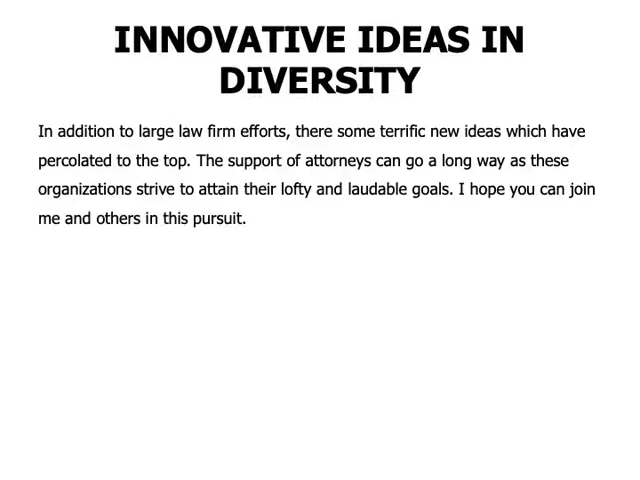 INNOVATIVE IDEAS IN
DIVERSITY
In addition to large law firm efforts, there some terrific new ideas which have
percolated to the top. The support of attorneys can go a long way as these
organizations strive to attain their lofty and laudable goals. I hope you can join
me and others in this pursuit.